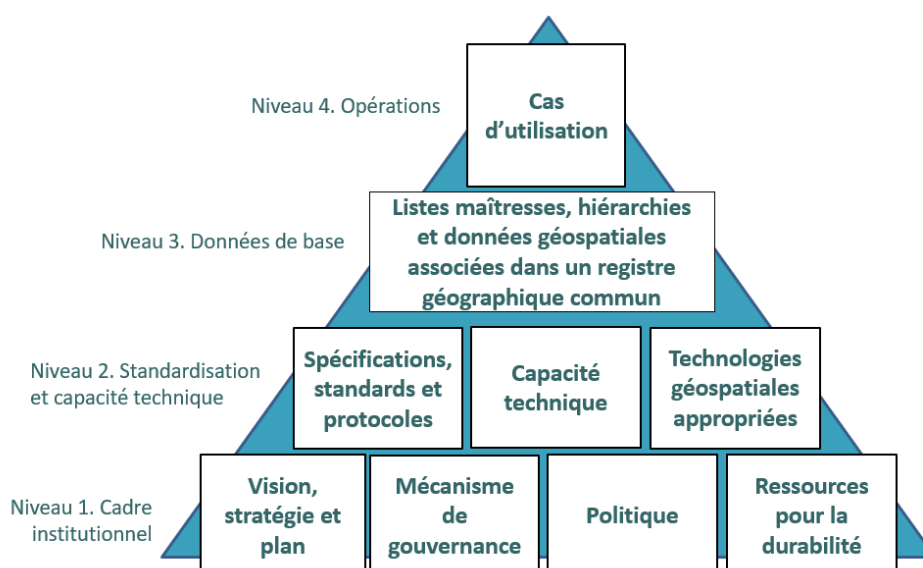 Niveau 4. Opérations
Cas
d’utilisation
Niveau 3. Données de base
Listes maîtresses, hiérarchies
et données géospatiales
associées dans un registre
géographique commun
Niveau 2. Standardisation
et capacité technique
Spécifications,
standards et
protocoles
Capacité
technique
Technologies
géospatiales
appropriées
Niveau 1. Cadre
institutionnel
Vision,
stratégie et
plan
Mécanisme
de
gouvernance
Politique
Ressources
pour la
durabilité